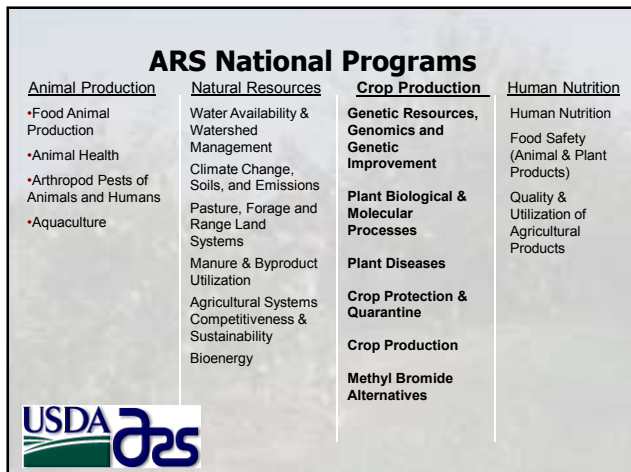 ARS National Programs
Animal Production
•Food Animal
Production
•Animal Health
•Arthropod Pests of
Animals and Humans
•Aquaculture
Natural Resources
Water Availability &
Watershed
Management
Climate Change,
Soils, and Emissions
Pasture, Forage and
Range Land
Systems
Manure & Byproduct
Utilization
Agricultural Systems
Competitiveness &
Sustainability
Bioenergy
Crop Production
Genetic Resources,
Genomics and
Genetic
Improvement
Plant Biological &
Molecular
Processes
Plant Diseases
Crop Protection &
Quarantine
Crop Production
Methyl Bromide
Alternatives
Human Nutrition
Human Nutrition
Food Safety
(Animal & Plant
Products)
Quality &
Utilization of
Agricultural
Products
USDA ars